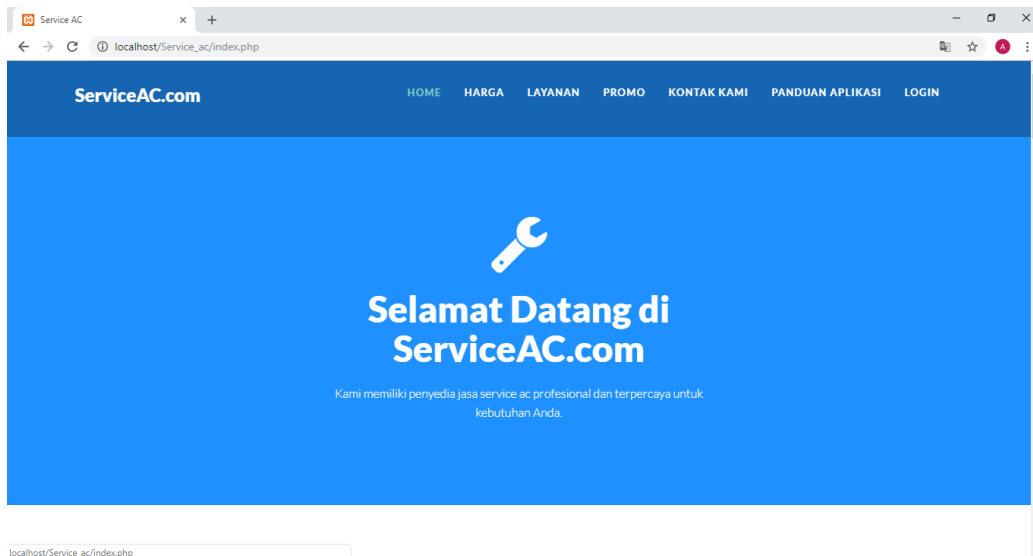 Service AC
localhost/Service_ac/index.php
A
ServiceAC.com
HOME HARGA LAYANAN PROMO KONTAK KAMI PANDUAN APLIKASI LOGIN
Selamat Datang di
ServiceAC.com
Kami memiliki penyedia jasa service ac profesional dan terpercaya untuk
kebutuhan Anda.
localhost/Service_ac/index.php